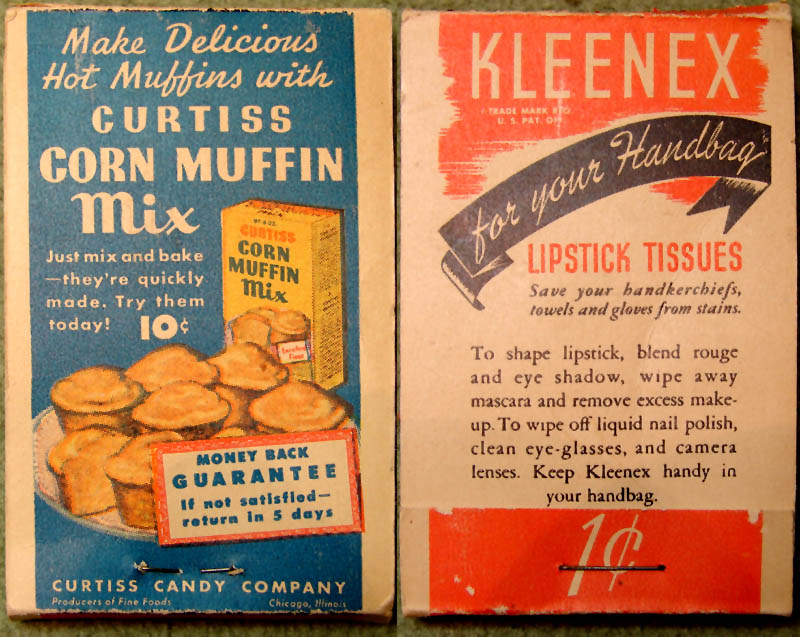 Make Delicious
Hot Muffins with
CURTISS
CORN MUFFIN
Mix
Just mix and bake
—they're quickly
made. Try them
today! 10¢
CURTISS
CORN
MUFFIN
Mix
MONEY BACK
GUARANTEE
If not satisfied—
return in 5 days
CURTISS CANDY COMPANY
Producers of Fine Foods Chicago, Illinois
KLEENEX
TRADE MARK REG.
U. S. PAT. OFF.
for your Handbag
LIPSTICK TISSUES
Save your handkerchiefs,
towels and gloves from stains.
To shape lipstick, blend rouge
and eye shadow, wipe away
mascara and remove excess make-
up. To wipe off liquid nail polish,
clean eye-glasses, and camera
lenses. Keep Kleenex handy in
your handbag.
1¢